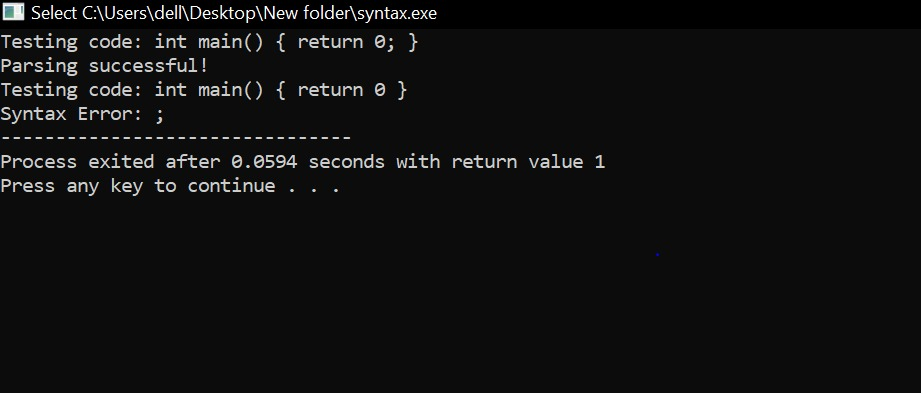 Select C:\Users\dell\Desktop\New folder\syntax.exe
Testing code: int main() { return 0; }
Parsing successful!
Testing code: int main() { return 0 }
Syntax Error: ;
--------------------------------
Process exited after 0.0594 seconds with return value 1
Press any key to continue . . .